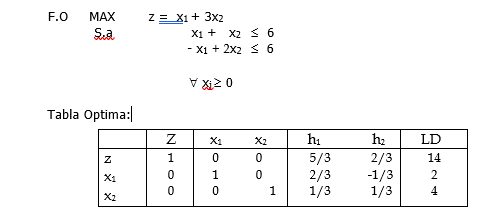 F.O MAX z = x₁ + 3x₂
S.a x₁ + x₂ ≤ 6
- x₁ + 2x₂ ≤ 6
∀ xⱼ ≥ 0
Tabla Optima:
Z x₁ x₂ h₁ h₂ LD
z 1 0 0 5/3 2/3 14
x₁ 0 1 0 2/3 -1/3 2
x₂ 0 0 1 1/3 1/3 4